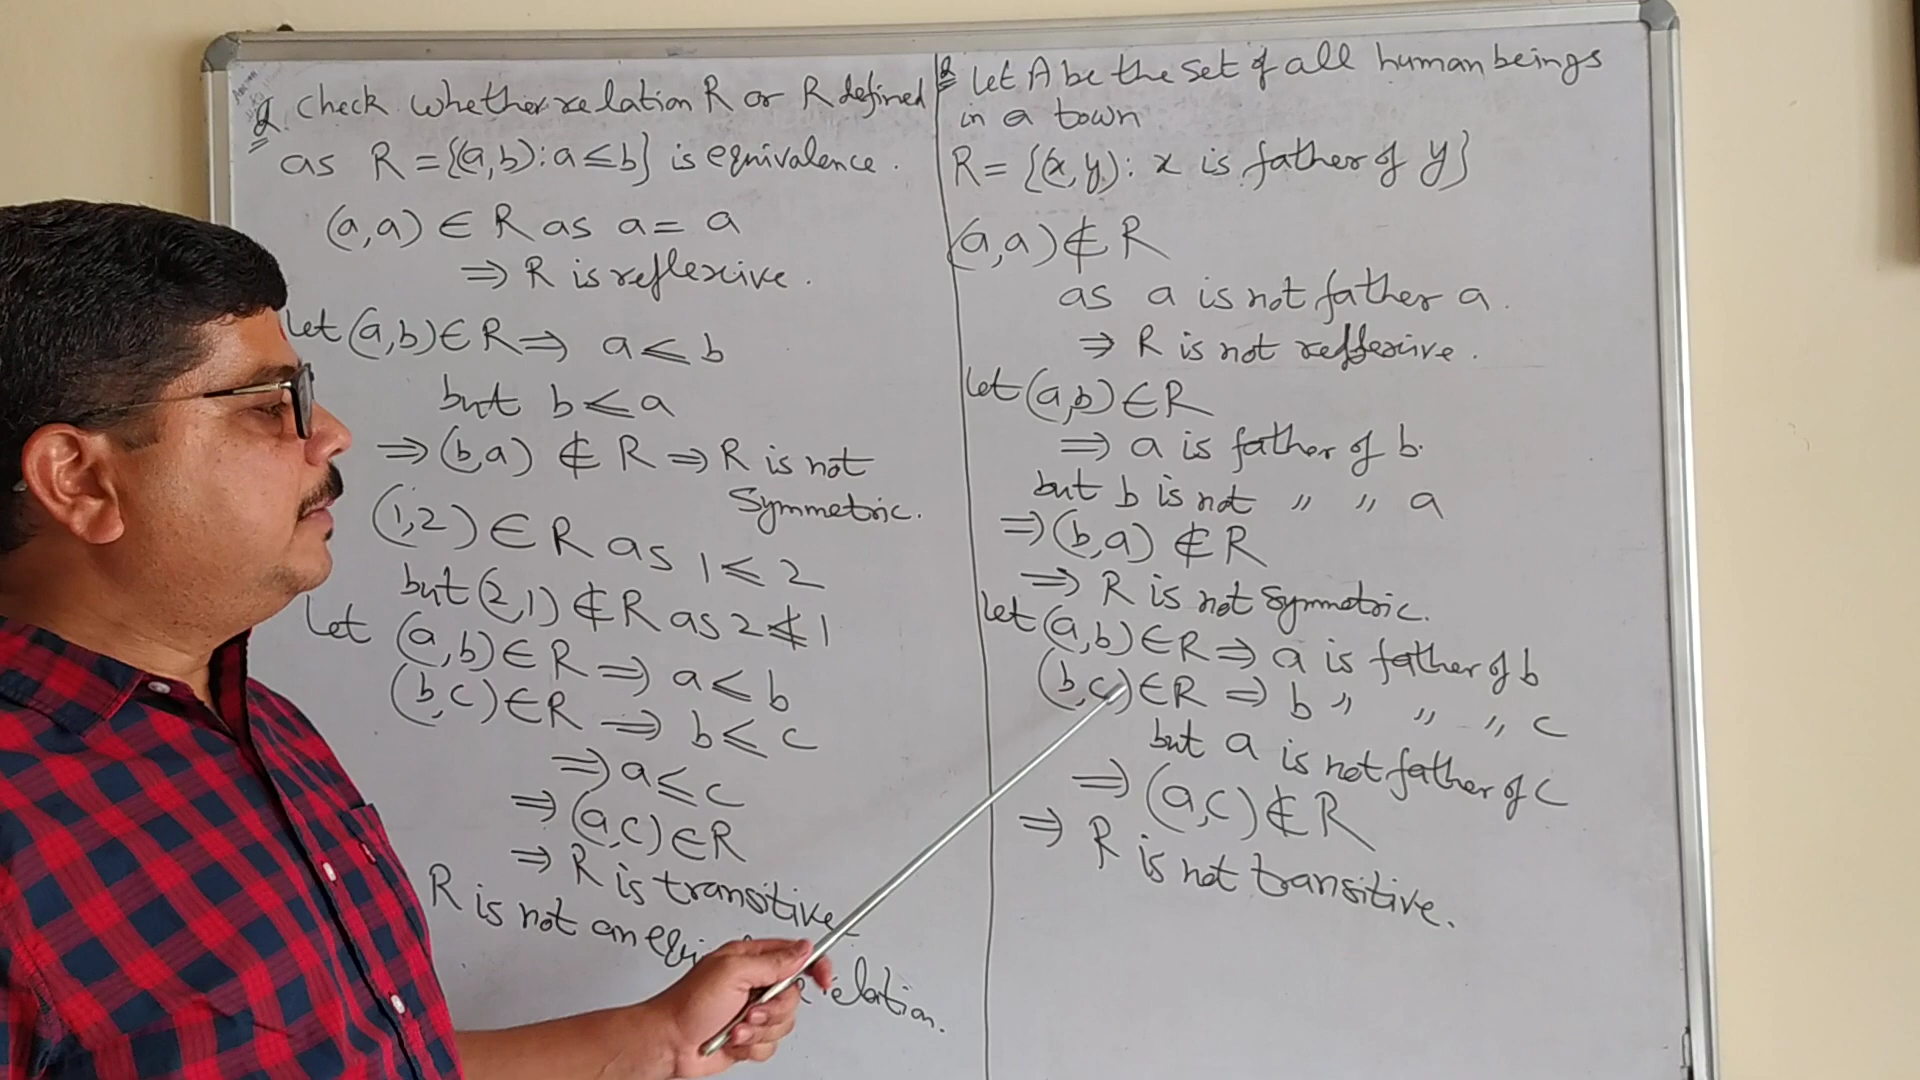 Q. Check whether relation R or R defined
as R = {(a,b): a ≤ b} is equivalence.
(a,a) ∈ R as a = a
⇒ R is reflexive.
let (a,b) ∈ R ⇒ a ≤ b
but b ≤ a
⇒ (b,a) ∉ R ⇒ R is not
Symmetric.
(1,2) ∈ R as 1 ≤ 2
but (2,1) ∉ R as 2 ≰ 1
Let (a,b) ∈ R ⇒ a ≤ b
(b,c) ∈ R ⇒ b ≤ c
⇒ a ≤ c
⇒ (a,c) ∈ R
⇒ R is transitive
R is not an
relation.
Q let A be the set of all human beings
in a town
R = {(x,y): x is father of y}
(a,a) ∉ R
as a is not father a.
⇒ R is not reflexive.
let (a,b) ∈ R
⇒ a is father of b.
but b is not " " a
⇒ (b,a) ∉ R
⇒ R is not symmetric.
let (a,b) ∈ R ⇒ a is father of b
(b,c) ∈ R ⇒ b " " " c
but a is not father of c
⇒ (a,c) ∉ R
⇒ R is not transitive.